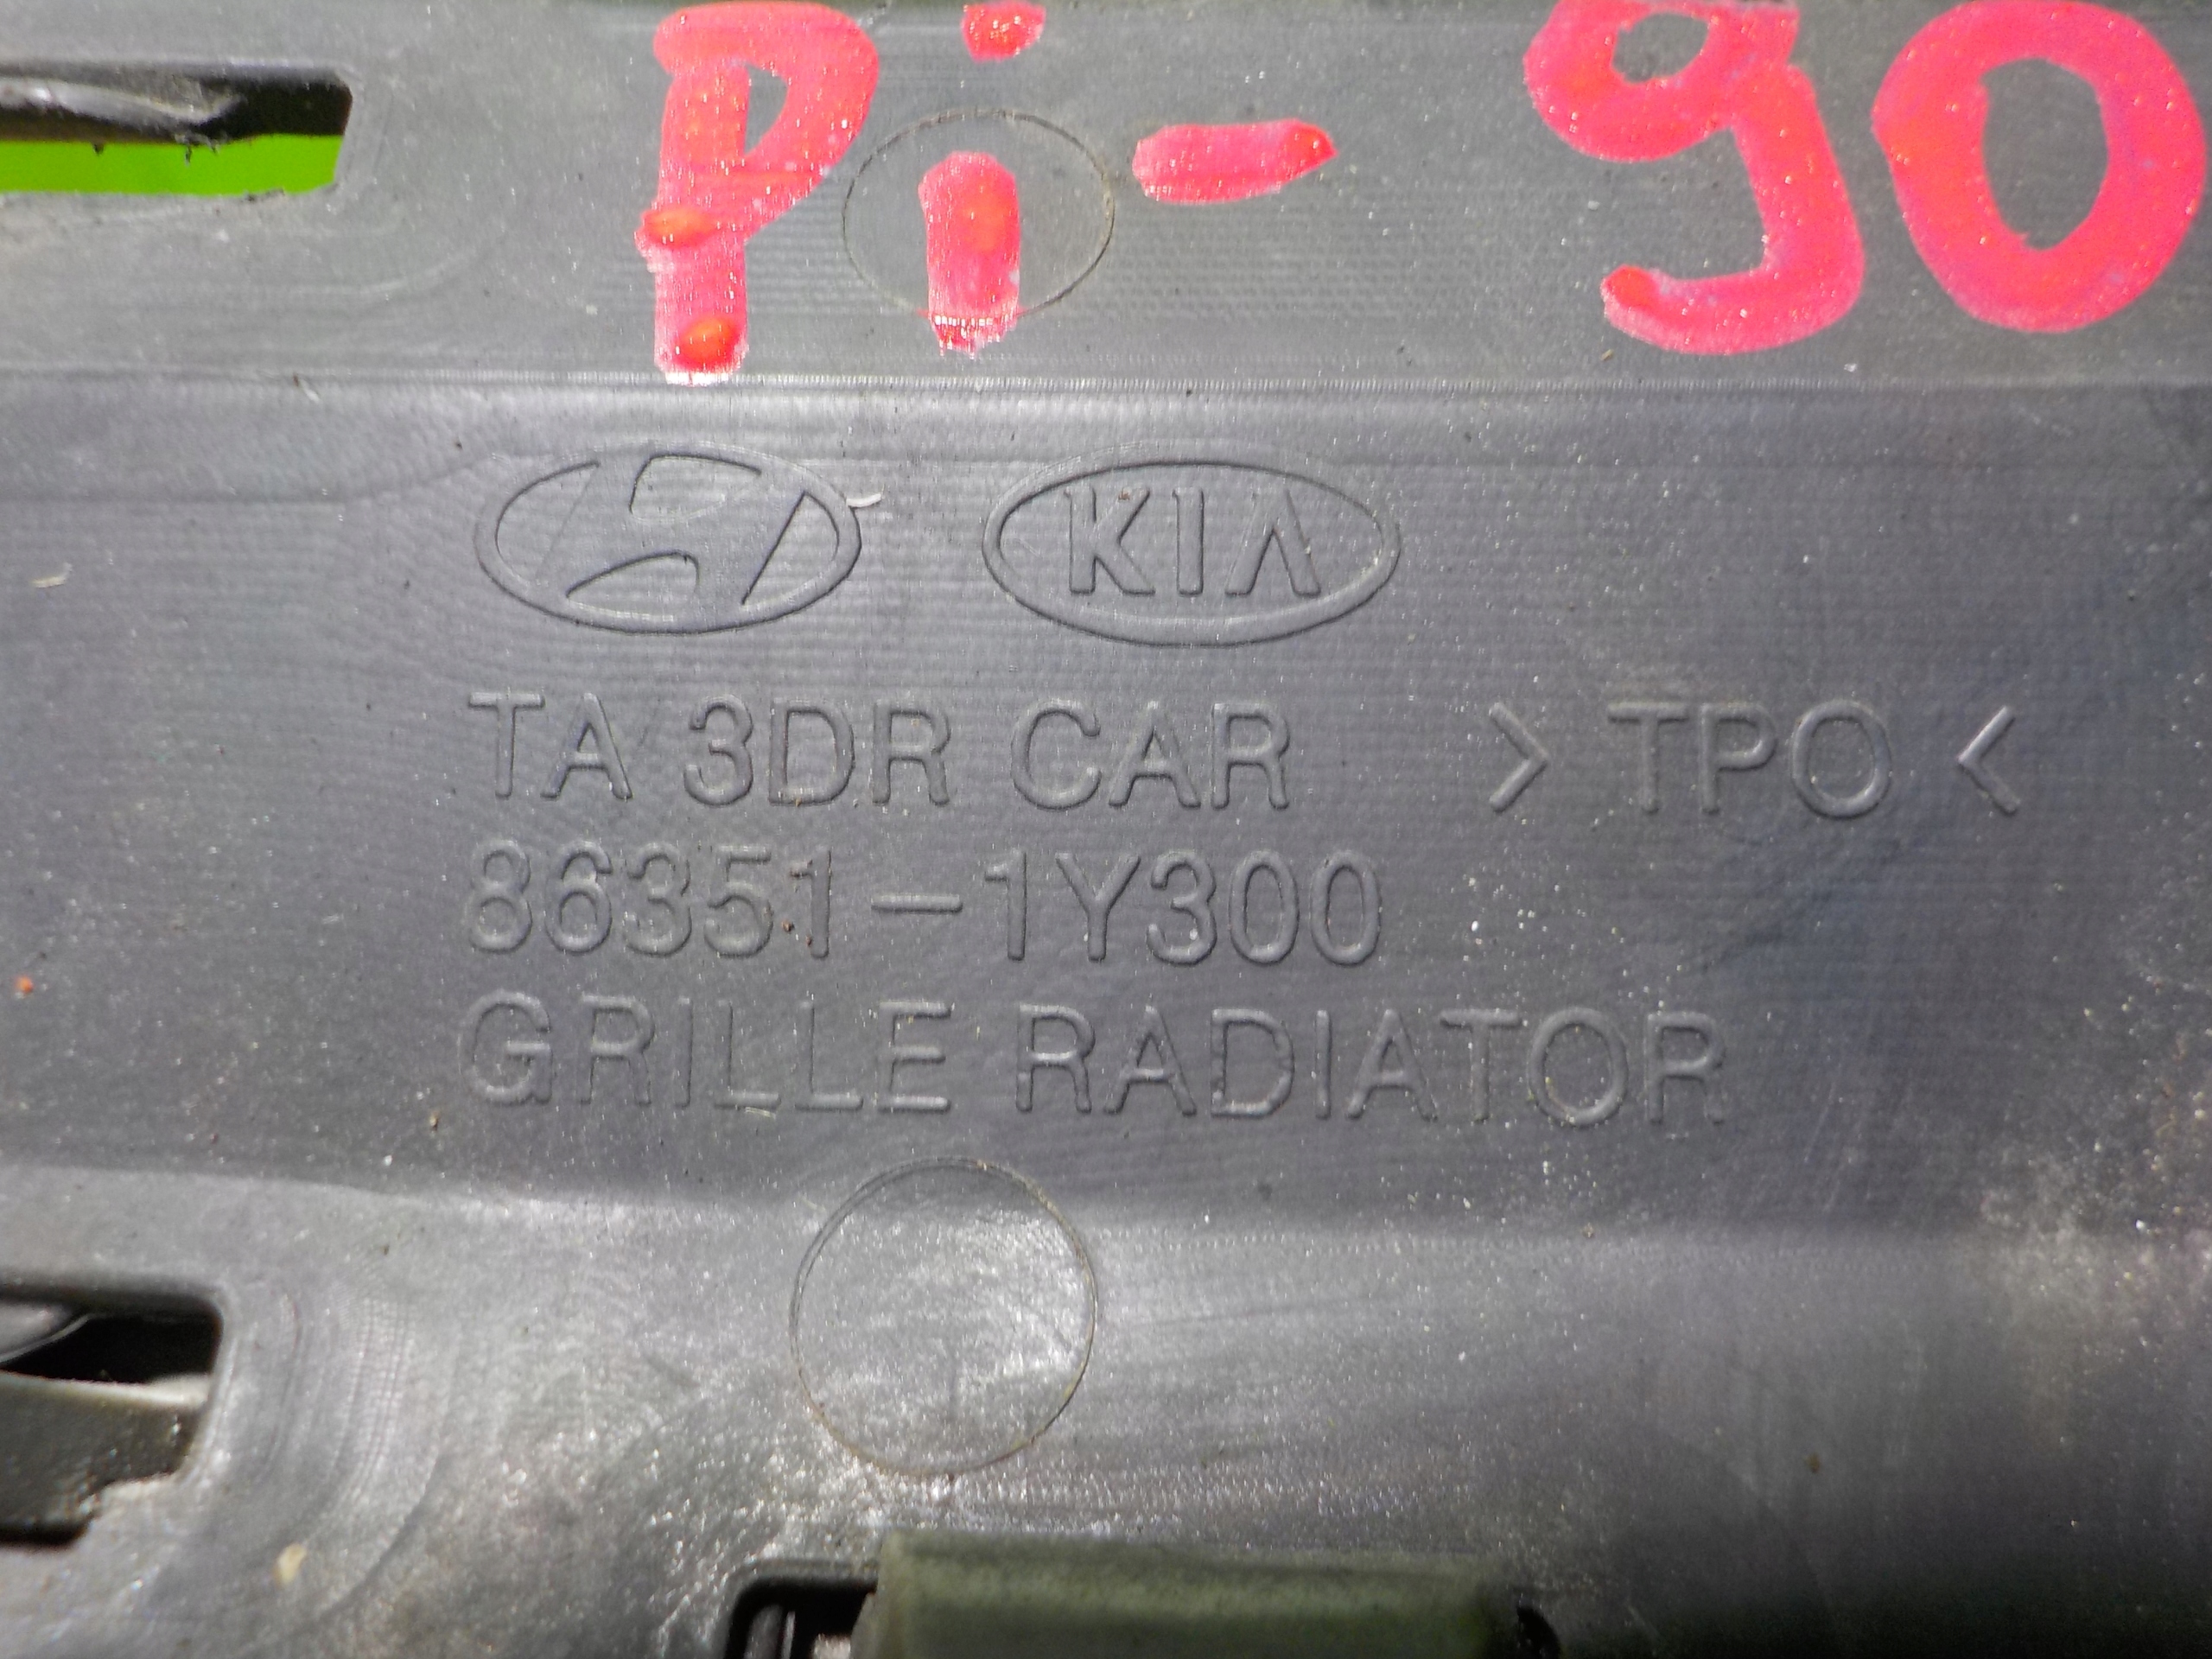 Pi - 90
KIA
TA 3DR CAR > TPO <
86351-1Y300
GRILLE RADIATOR